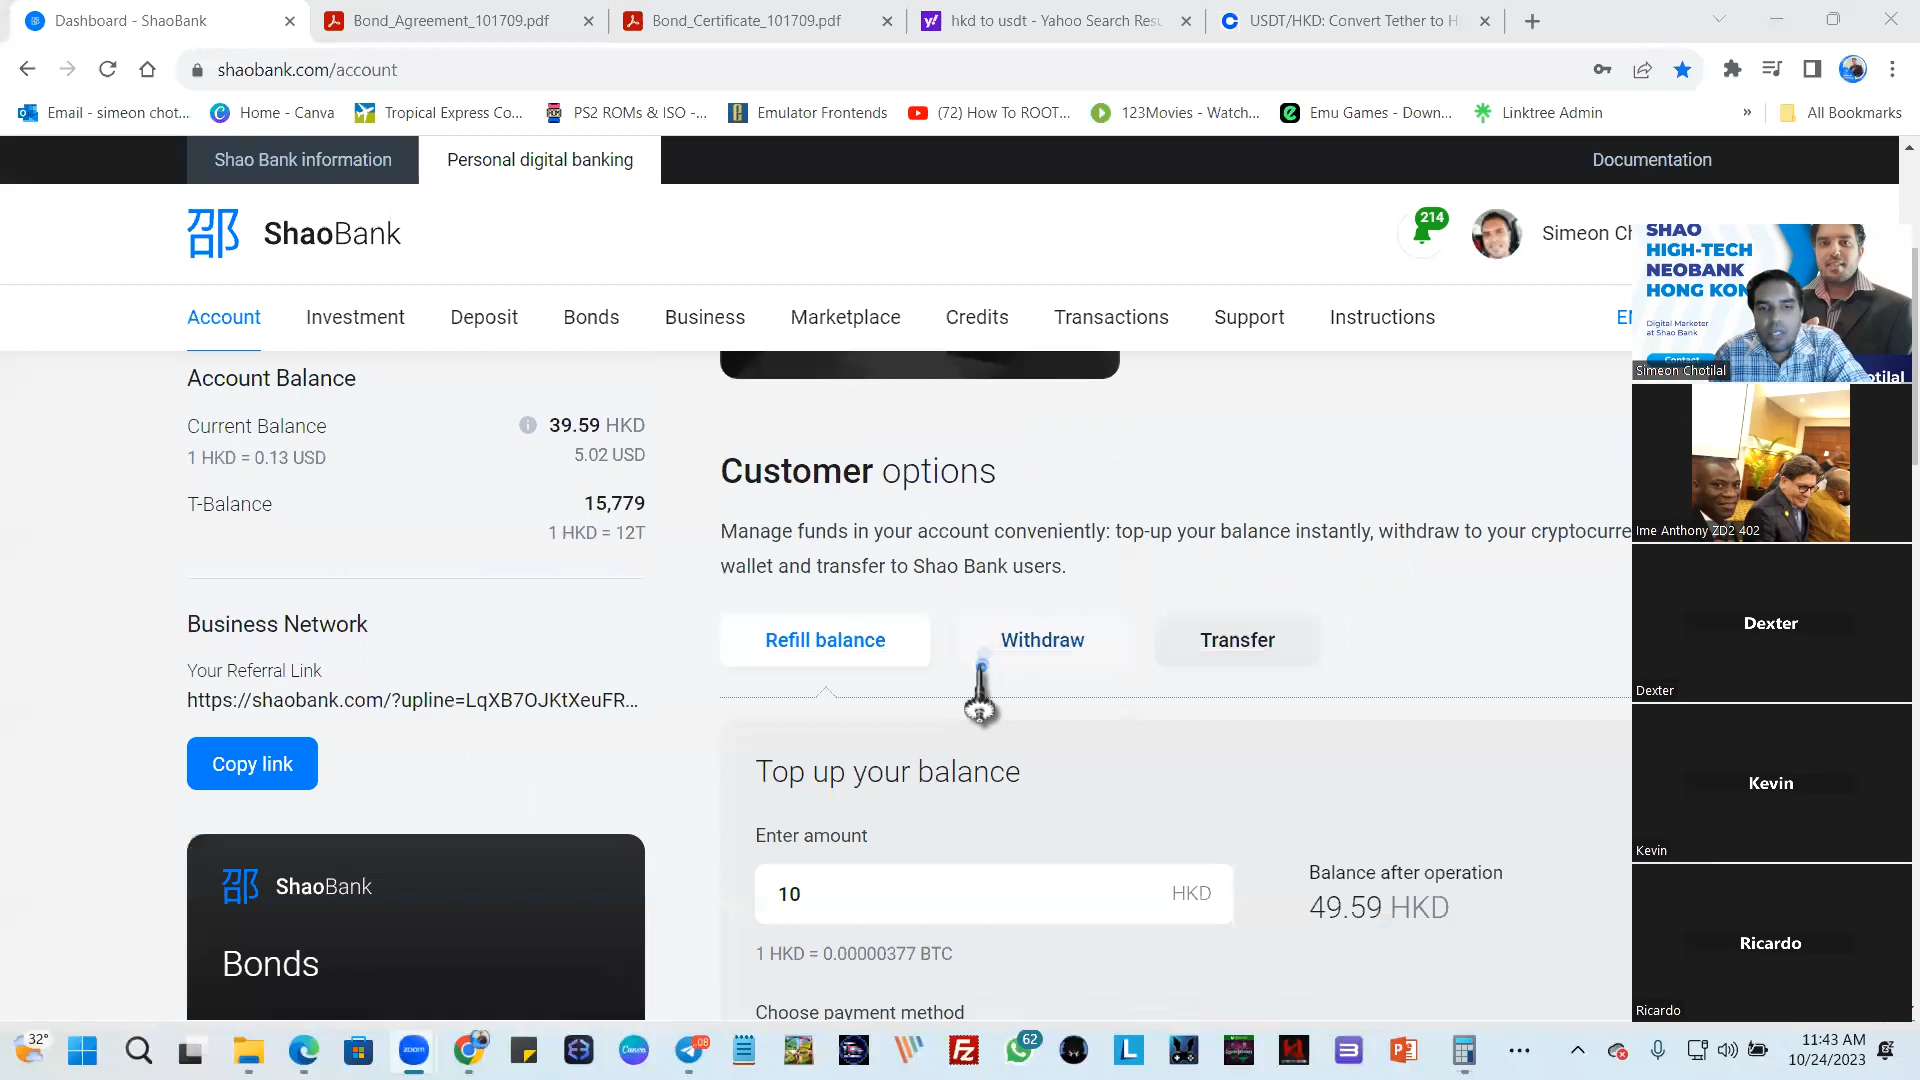 Dashboard - ShaoBank
Bond_Agreement_101709.pdf
Bond_Certificate_101709.pdf
hkd to usdt - Yahoo Search Resu
USDT/HKD: Convert Tether to H
shaobank.com/account
Email - simeon chot...
Home - Canva
Tropical Express Co...
PS2 ROMs & ISO -...
Emulator Frontends
(72) How To ROOT...
123Movies - Watch...
Emu Games - Down...
Linktree Admin
»
All Bookmarks
Shao Bank information
Personal digital banking
Documentation
邵 ShaoBank
214
Simeon Ch
Account
Investment
Deposit
Bonds
Business
Marketplace
Credits
Transactions
Support
Instructions
EN
SHAO
HIGH-TECH
NEOBANK
HONG KON
Digital Marketer
at Shao Bank
Contact
otilal
Simeon Chotilal
Ime Anthony ZD2 402
Dexter
Dexter
Kevin
Kevin
Ricardo
Ricardo
Account Balance
Current Balance
39.59 HKD
1 HKD = 0.13 USD
5.02 USD
T-Balance
15,779
1 HKD = 12T
Business Network
Your Referral Link
https://shaobank.com/?upline=LqXB7OJKtXeuFR...
Copy link
邵 ShaoBank
Bonds
Customer options
Manage funds in your account conveniently: top-up your balance instantly, withdraw to your cryptocurre
wallet and transfer to Shao Bank users.
Refill balance
Withdraw
Transfer
Top up your balance
Enter amount
10
HKD
Balance after operation
49.59 HKD
1 HKD = 0.00000377 BTC
Choose payment method
32°
zoom
Canva
.08
62
11:43 AM
10/24/2023